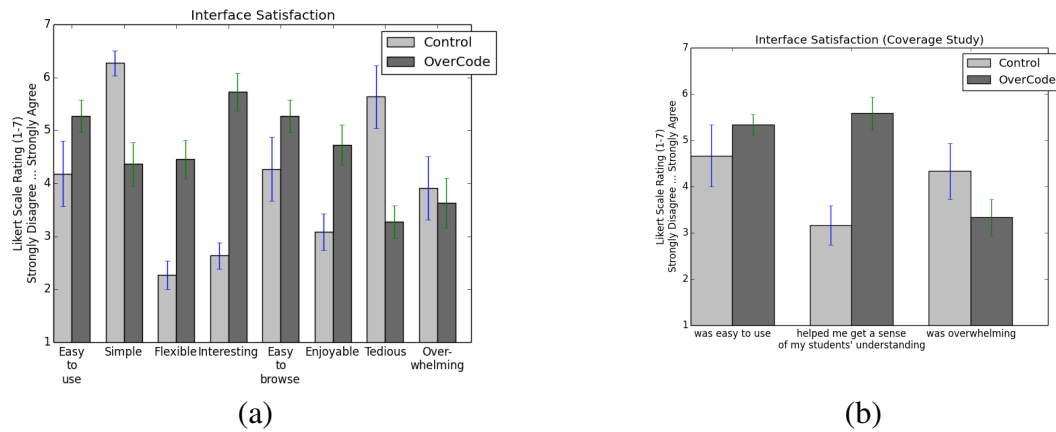 Interface Satisfaction
Likert Scale Rating (1-7)
Strongly Disagree ... Strongly Agree
7
6
5
4
3
2
1
Control
OverCode
Easy to use
Simple
Flexible
Interesting
Easy to browse
Enjoyable
Tedious
Over-whelming
(a)
Interface Satisfaction (Coverage Study)
Likert Scale Rating (1-7)
Strongly Disagree ... Strongly Agree
7
6
5
4
3
2
1
Control
OverCode
was easy to use
helped me get a sense
of my students' understanding
was overwhelming
(b)